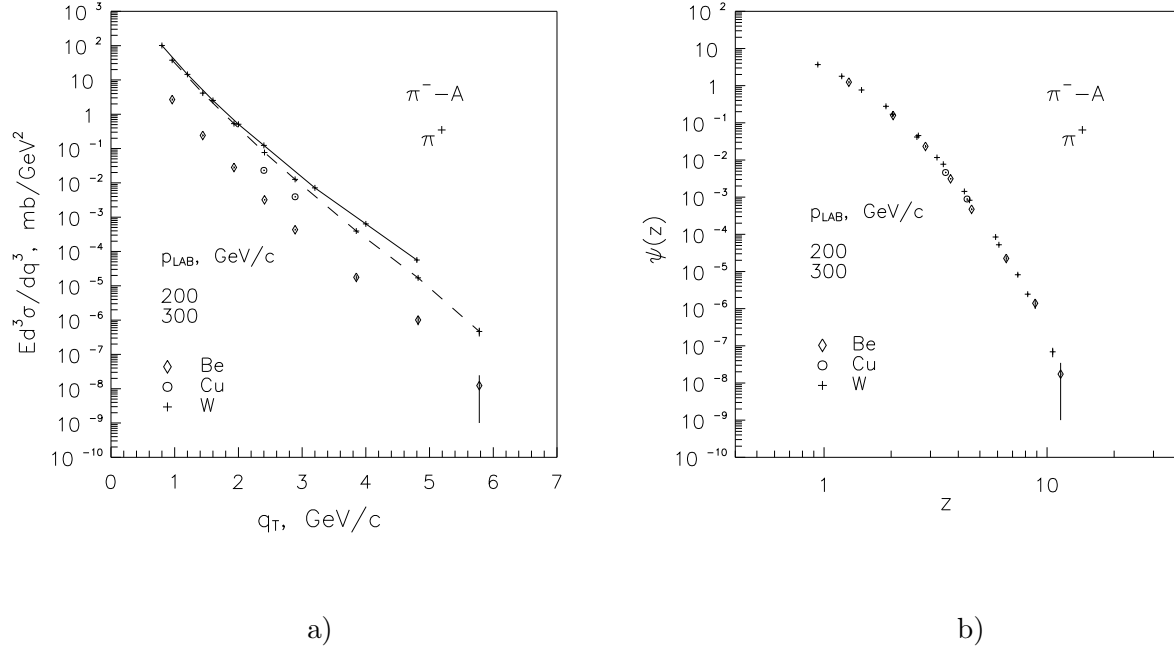 Ed³σ/dq³, mb/GeV²
10 ³
10 ²
10
1
10 ⁻¹
10 ⁻²
10 ⁻³
10 ⁻⁴
10 ⁻⁵
10 ⁻⁶
10 ⁻⁷
10 ⁻⁸
10 ⁻⁹
10 ⁻¹⁰
π⁻−A
π⁺
p_LAB, GeV/c
200
300
Be
Cu
W
0 1 2 3 4 5 6 7
q_T, GeV/c
a)
ψ(z)
10 ²
10
1
10 ⁻¹
10 ⁻²
10 ⁻³
10 ⁻⁴
10 ⁻⁵
10 ⁻⁶
10 ⁻⁷
10 ⁻⁸
10 ⁻⁹
10 ⁻¹⁰
π⁻−A
π⁺
p_LAB, GeV/c
200
300
Be
Cu
W
1 10
z
b)